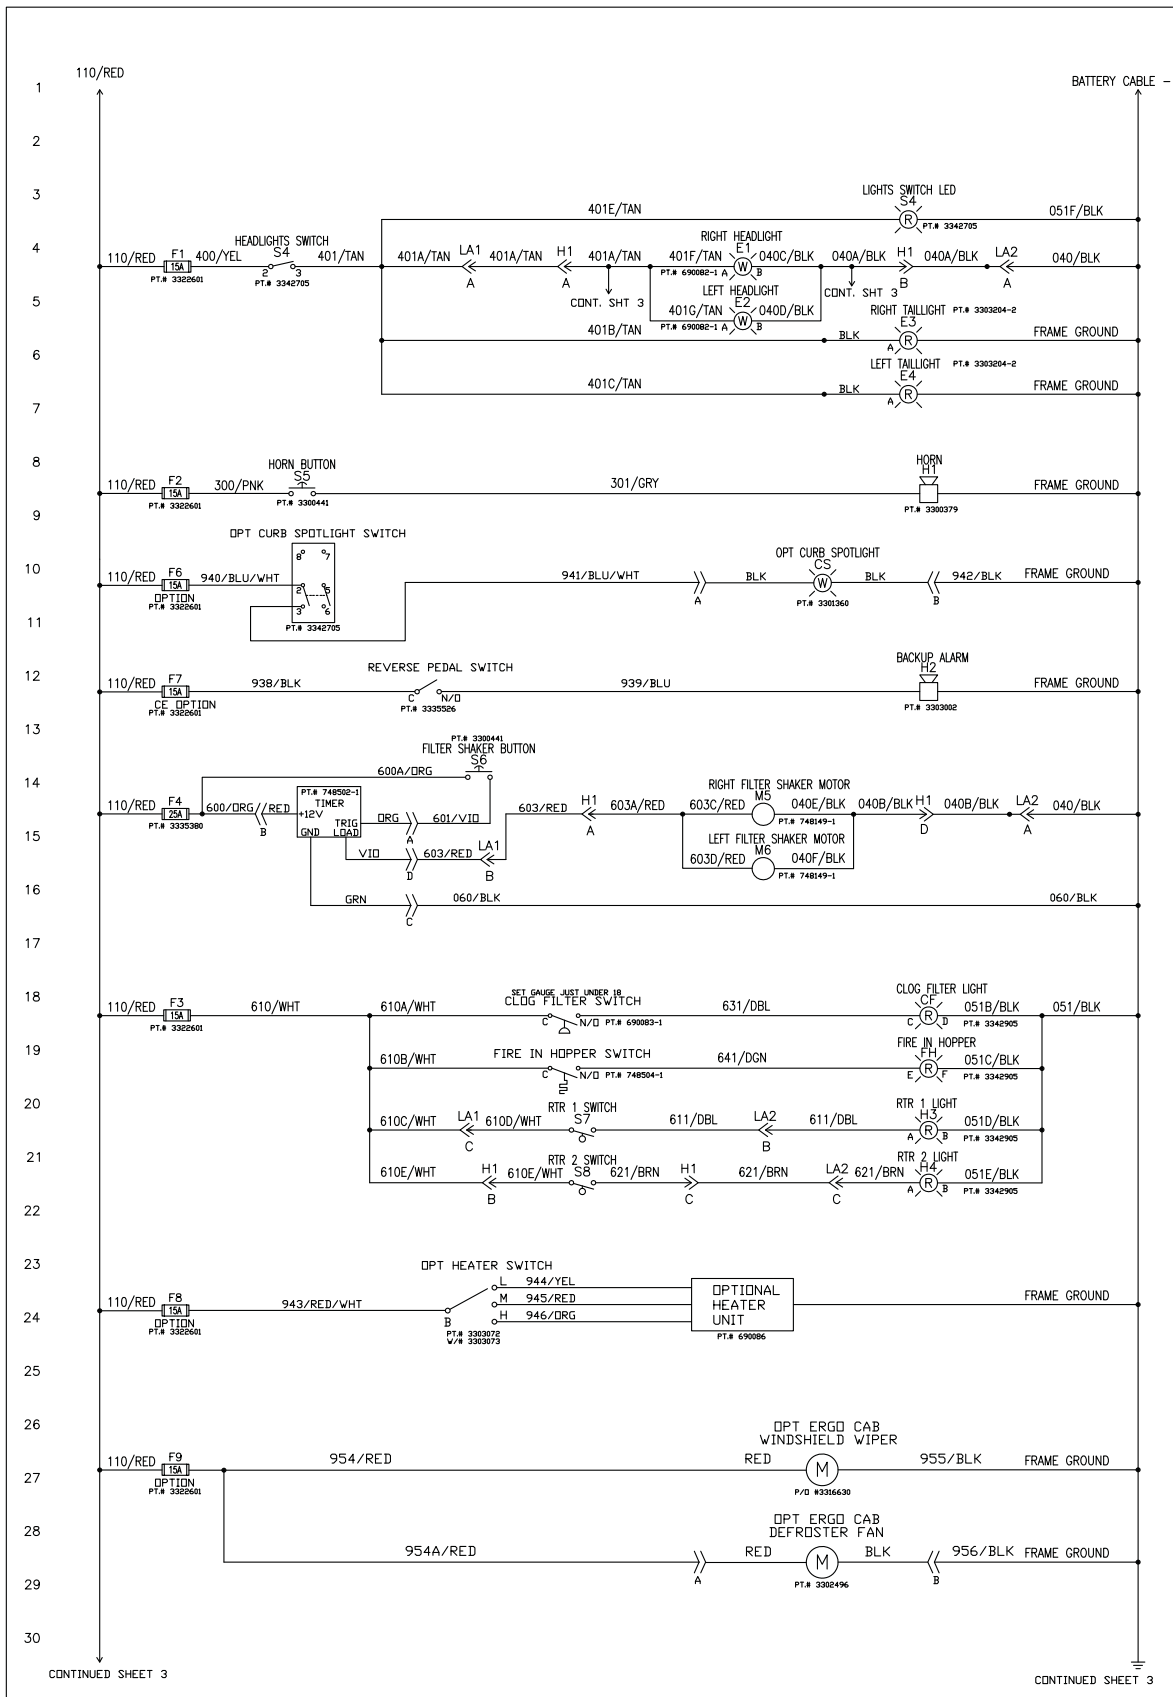 110/RED
BATTERY CABLE -
1
2
3
LIGHTS SWITCH LED
S4
401E/TAN
051F/BLK
PT.# 3342705
4
HEADLIGHTS SWITCH
RIGHT HEADLIGHT
110/RED
F1
15A
PT.# 3322601
400/YEL
S4
2 3
PT.# 3342705
401/TAN
401A/TAN
LA1
A
401A/TAN
H1
A
401A/TAN
401F/TAN
E1
W
PT.# 690082-1 A B
040C/BLK
040A/BLK
H1
B
040A/BLK
LA2
A
040/BLK
CONT. SHT 3
CONT. SHT 3
5
LEFT HEADLIGHT
401G/TAN
E2
W
040D/BLK
PT.# 690082-1 A B
RIGHT TAILLIGHT PT.# 3303204-2
E3
401B/TAN
BLK
A R
FRAME GROUND
6
LEFT TAILLIGHT PT.# 3303204-2
E4
401C/TAN
BLK
A R
FRAME GROUND
7
8
HORN BUTTON
HORN
110/RED
F2
15A
PT.# 3322601
300/PNK
S5
PT.# 3300441
301/GRY
H1
PT.# 3300379
FRAME GROUND
9
OPT CURB SPOTLIGHT SWITCH
8 7
2 5
3 6
PT.# 3342705
10
OPT CURB SPOTLIGHT
110/RED
F6
15A
OPTION
PT.# 3322601
940/BLU/WHT
941/BLU/WHT
A
BLK
CS
W
PT.# 3301360
BLK
B
942/BLK
FRAME GROUND
11
12
REVERSE PEDAL SWITCH
BACKUP ALARM
110/RED
F7
15A
CE OPTION
PT.# 3322601
938/BLK
C N/O
PT.# 3335526
939/BLU
H2
PT.# 3303002
FRAME GROUND
13
PT.# 3300441
FILTER SHAKER BUTTON
S6
600A/ORG
14
RIGHT FILTER SHAKER MOTOR
110/RED
F4
25A
PT.# 3335380
600/ORG
B
RED
PT.# 748502-1
TIMER
+12V
TRIG
GND LOAD
ORG
A
601/VIO
603/RED
H1
A
603A/RED
603C/RED
M5
PT.# 748149-1
040E/BLK
040B/BLK
H1
D
040B/BLK
LA2
A
040/BLK
15
VIO
D
603/RED
LA1
B
LEFT FILTER SHAKER MOTOR
603D/RED
M6
PT.# 748149-1
040F/BLK
16
GRN
C
060/BLK
060/BLK
17
18
SET GAUGE JUST UNDER 18
CLOG FILTER SWITCH
CLOG FILTER LIGHT
110/RED
F3
15A
PT.# 3322601
610/WHT
610A/WHT
C N/O PT.# 690083-1
631/DBL
CF
C R D
051B/BLK
PT.# 3342905
051/BLK
19
FIRE IN HOPPER SWITCH
FIRE IN HOPPER
610B/WHT
C N/O PT.# 748504-1
641/DGN
FH
E R F
051C/BLK
PT.# 3342905
20
RTR 1 SWITCH
RTR 1 LIGHT
610C/WHT
LA1
C
610D/WHT
S7
611/DBL
LA2
B
611/DBL
H3
A R B
051D/BLK
PT.# 3342905
21
RTR 2 SWITCH
RTR 2 LIGHT
610E/WHT
H1
B
610E/WHT
S8
621/BRN
H1
C
621/BRN
LA2
C
621/BRN
H4
A R B
051E/BLK
PT.# 3342905
22
23
OPT HEATER SWITCH
24
110/RED
F8
15A
OPTION
PT.# 3322601
943/RED/WHT
B
L 944/YEL
M 945/RED
H 946/ORG
PT.# 3303072
W/# 3303073
OPTIONAL
HEATER
UNIT
PT.# 690086
FRAME GROUND
25
26
OPT ERGO CAB
WINDSHIELD WIPER
110/RED
F9
15A
OPTION
PT.# 3322601
954/RED
RED
M
P/O #3316630
955/BLK
FRAME GROUND
27
28
OPT ERGO CAB
DEFROSTER FAN
954A/RED
A
RED
M
PT.# 3302496
BLK
B
956/BLK
FRAME GROUND
29
30
CONTINUED SHEET 3
CONTINUED SHEET 3